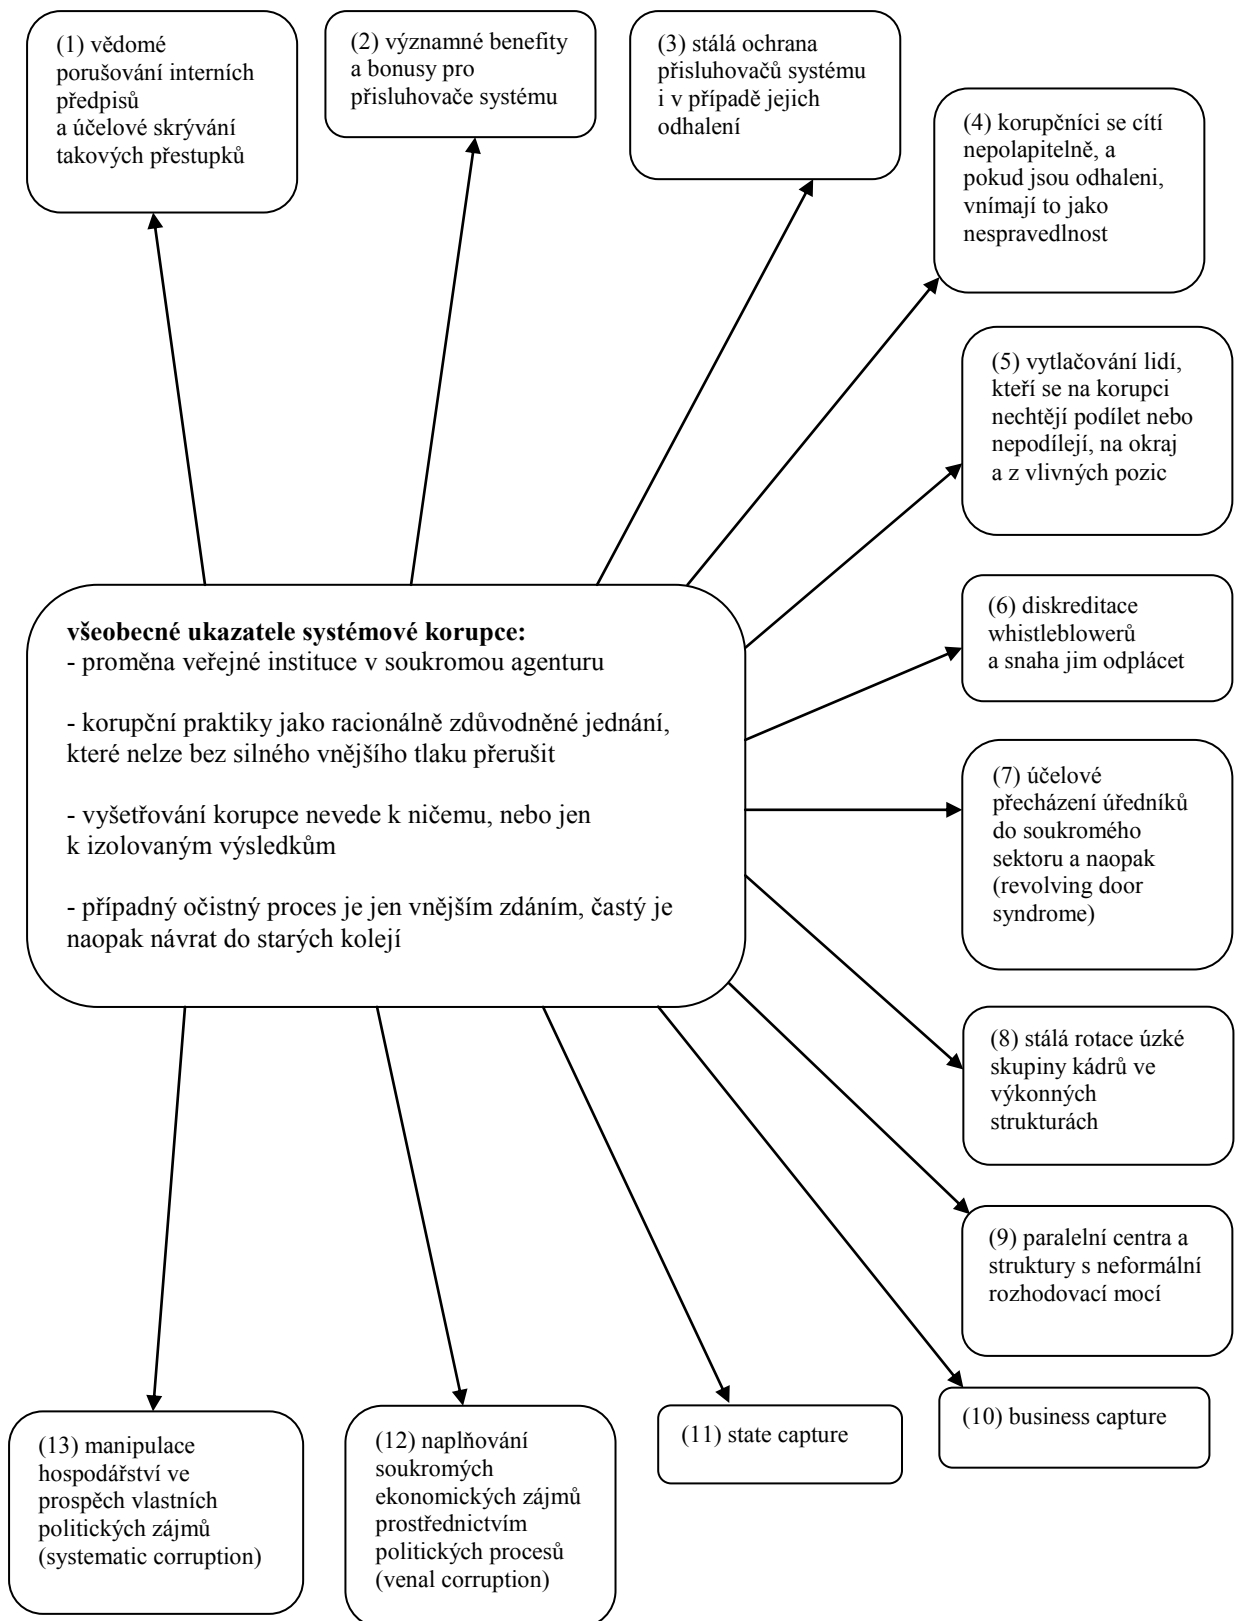 (1) vědomé
porušování interních
předpisů
a účelové skrývání
takových přestupků
(2) významné benefity
a bonusy pro
přisluhovače systému
(3) stálá ochrana
přisluhovačů systému
i v případě jejich
odhalení
(4) korupčníci se cítí
nepolapitelně, a
pokud jsou odhaleni,
vnímají to jako
nespravedlnost
(5) vytlačování lidí,
kteří se na korupci
nechtějí podílet nebo
nepodílejí, na okraj
a z vlivných pozic
všeobecné ukazatele systémové korupce:
- proměna veřejné instituce v soukromou agenturu
- korupční praktiky jako racionálně zdůvodněné jednání,
které nelze bez silného vnějšího tlaku přerušit
- vyšetřování korupce nevede k ničemu, nebo jen
k izolovaným výsledkům
- případný očistný proces je jen vnějším zdáním, častý je
naopak návrat do starých kolejí
(6) diskreditace
whistleblowerů
a snaha jim odplácet
(7) účelové
přecházení úředníků
do soukromého
sektoru a naopak
(revolving door
syndrome)
(8) stálá rotace úzké
skupiny kádrů ve
výkonných
strukturách
(9) paralelní centra a
struktury s neformální
rozhodovací mocí
(10) business capture
(11) state capture
(12) naplňování
soukromých
ekonomických zájmů
prostřednictvím
politických procesů
(venal corruption)
(13) manipulace
hospodářství ve
prospěch vlastních
politických zájmů
(systematic corruption)